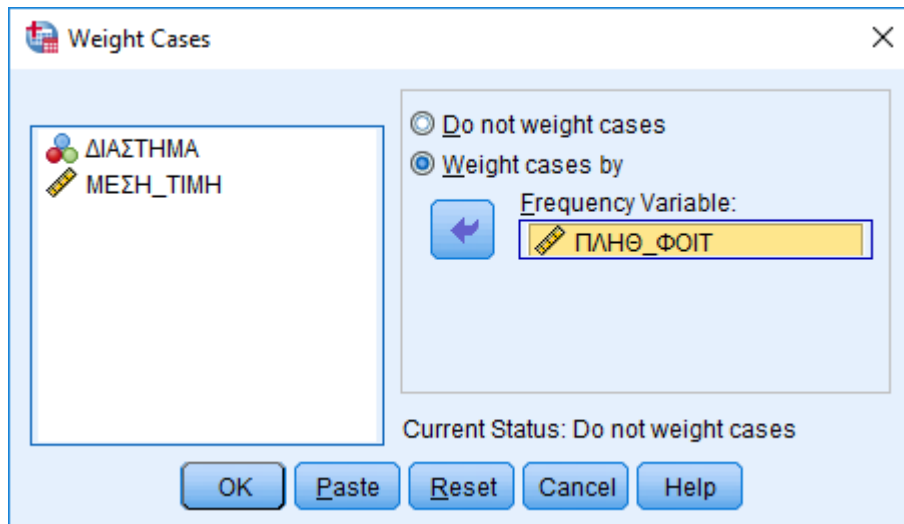 Weight Cases
ΔΙΑΣΤΗΜΑ
ΜΕΣΗ_ΤΙΜΗ
Do not weight cases
Weight cases by
Frequency Variable:
ΠΛΗΘ_ΦΟΙΤ
Current Status: Do not weight cases
OK Paste Reset Cancel Help